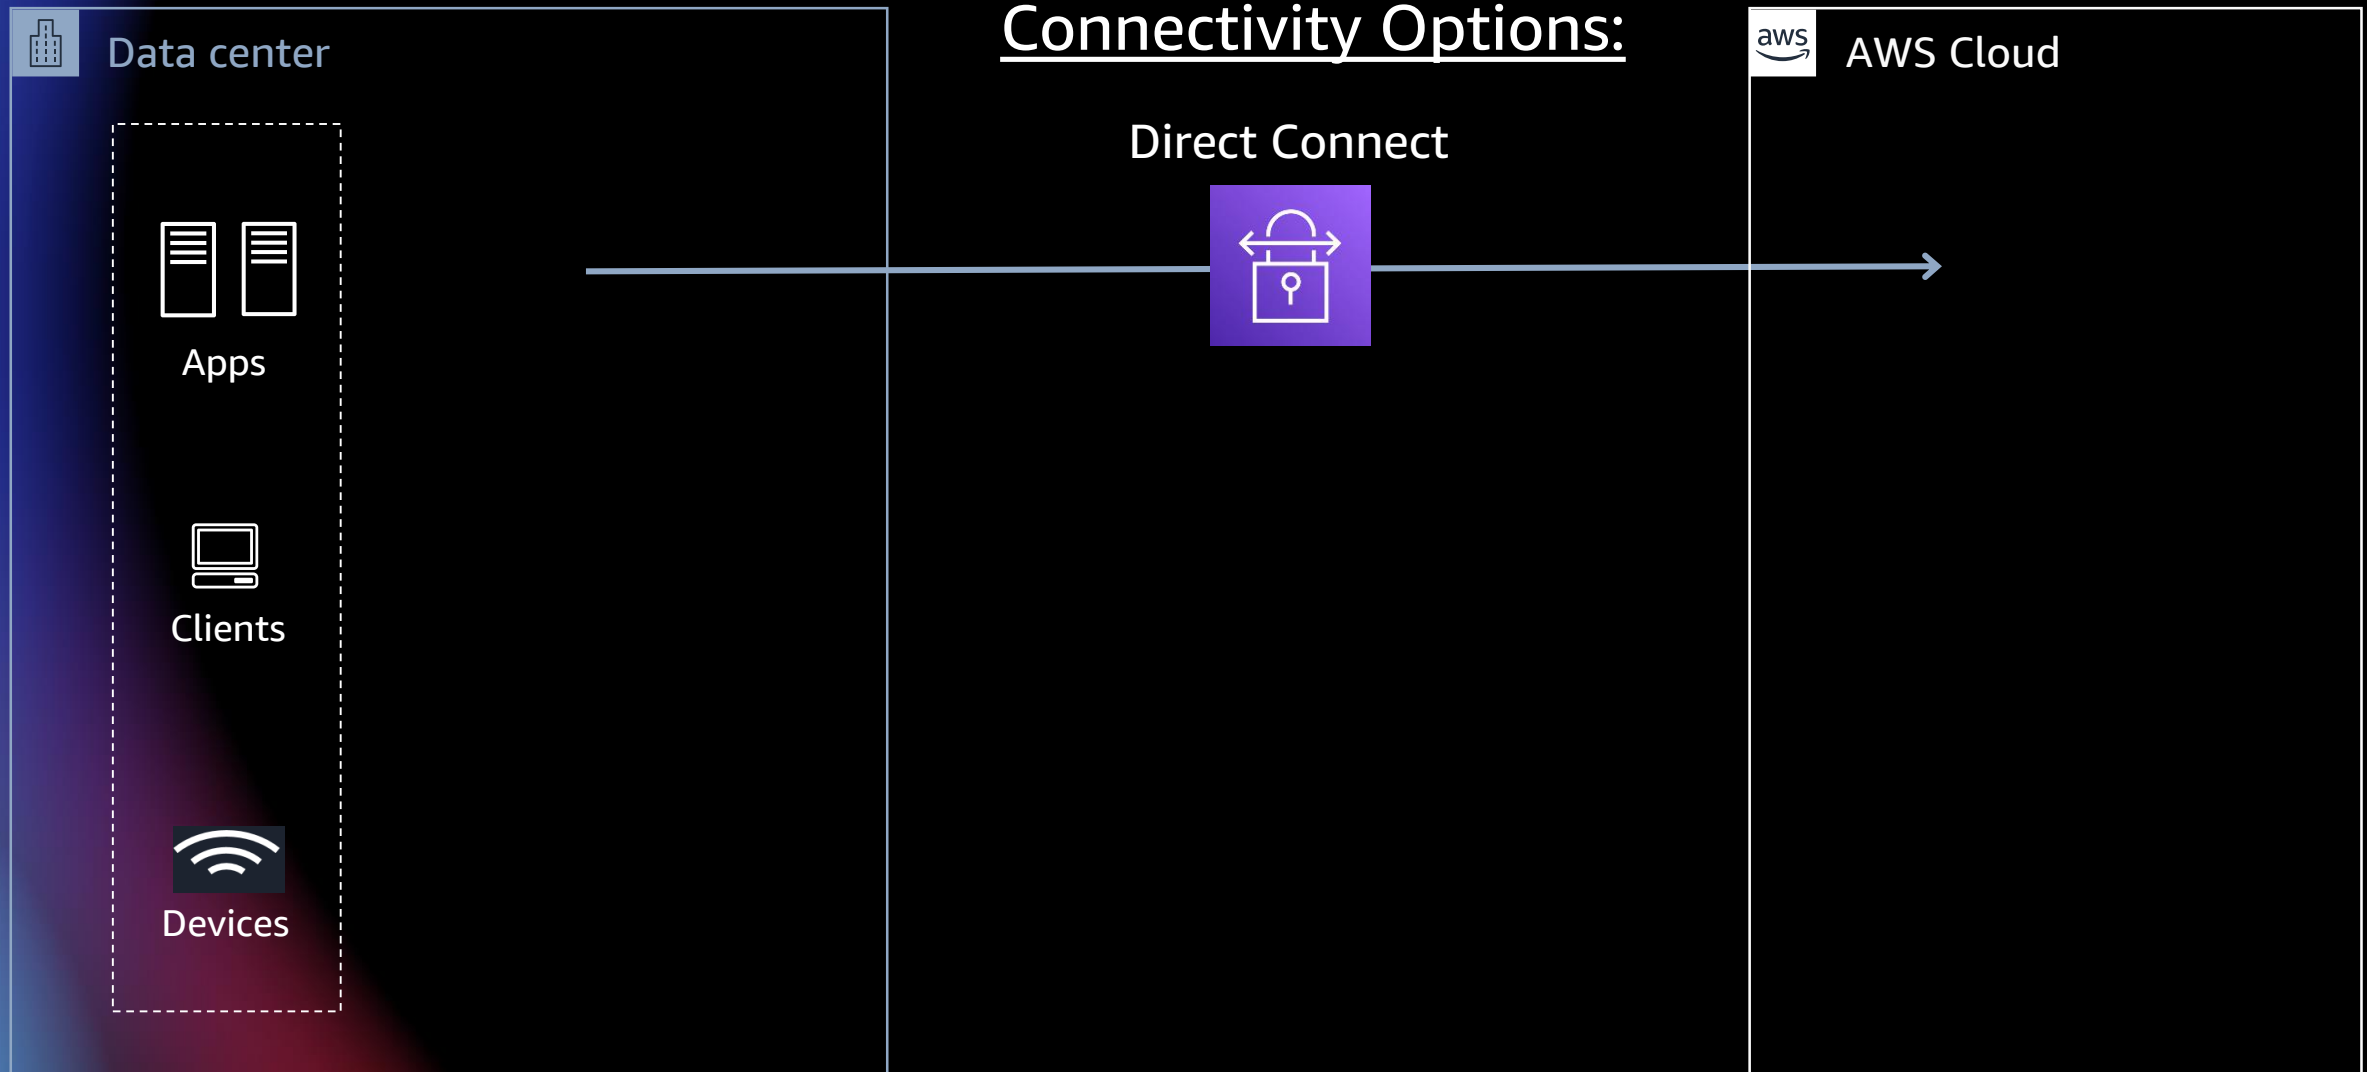 Connectivity Options:
Data center
aws
AWS Cloud
Direct Connect
Apps
Clients
Devices